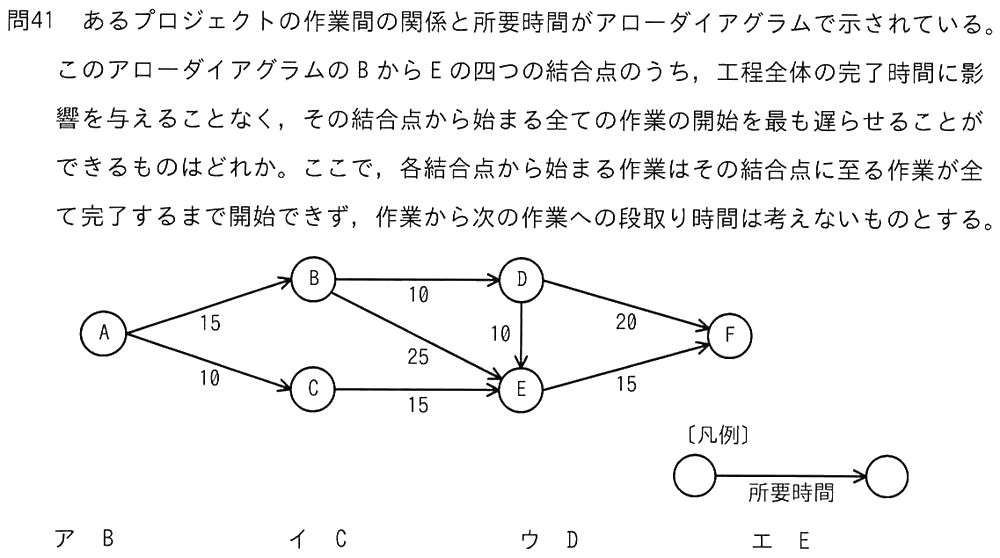 問41 あるプロジェクトの作業間の関係と所要時間がアローダイアグラムで示されている。
このアローダイアグラムのBからEの四つの結合点のうち，工程全体の完了時間に影
響を与えることなく，その結合点から始まる全ての作業の開始を最も遅らせることが
できるものはどれか。ここで，各結合点から始まる作業はその結合点に至る作業が全
て完了するまで開始できず，作業から次の作業への段取り時間は考えないものとする。
B
10
D
15
20
A
10
F
25
10
15
C
15
E
〔凡例〕
所要時間
ア B イ C ウ D エ E